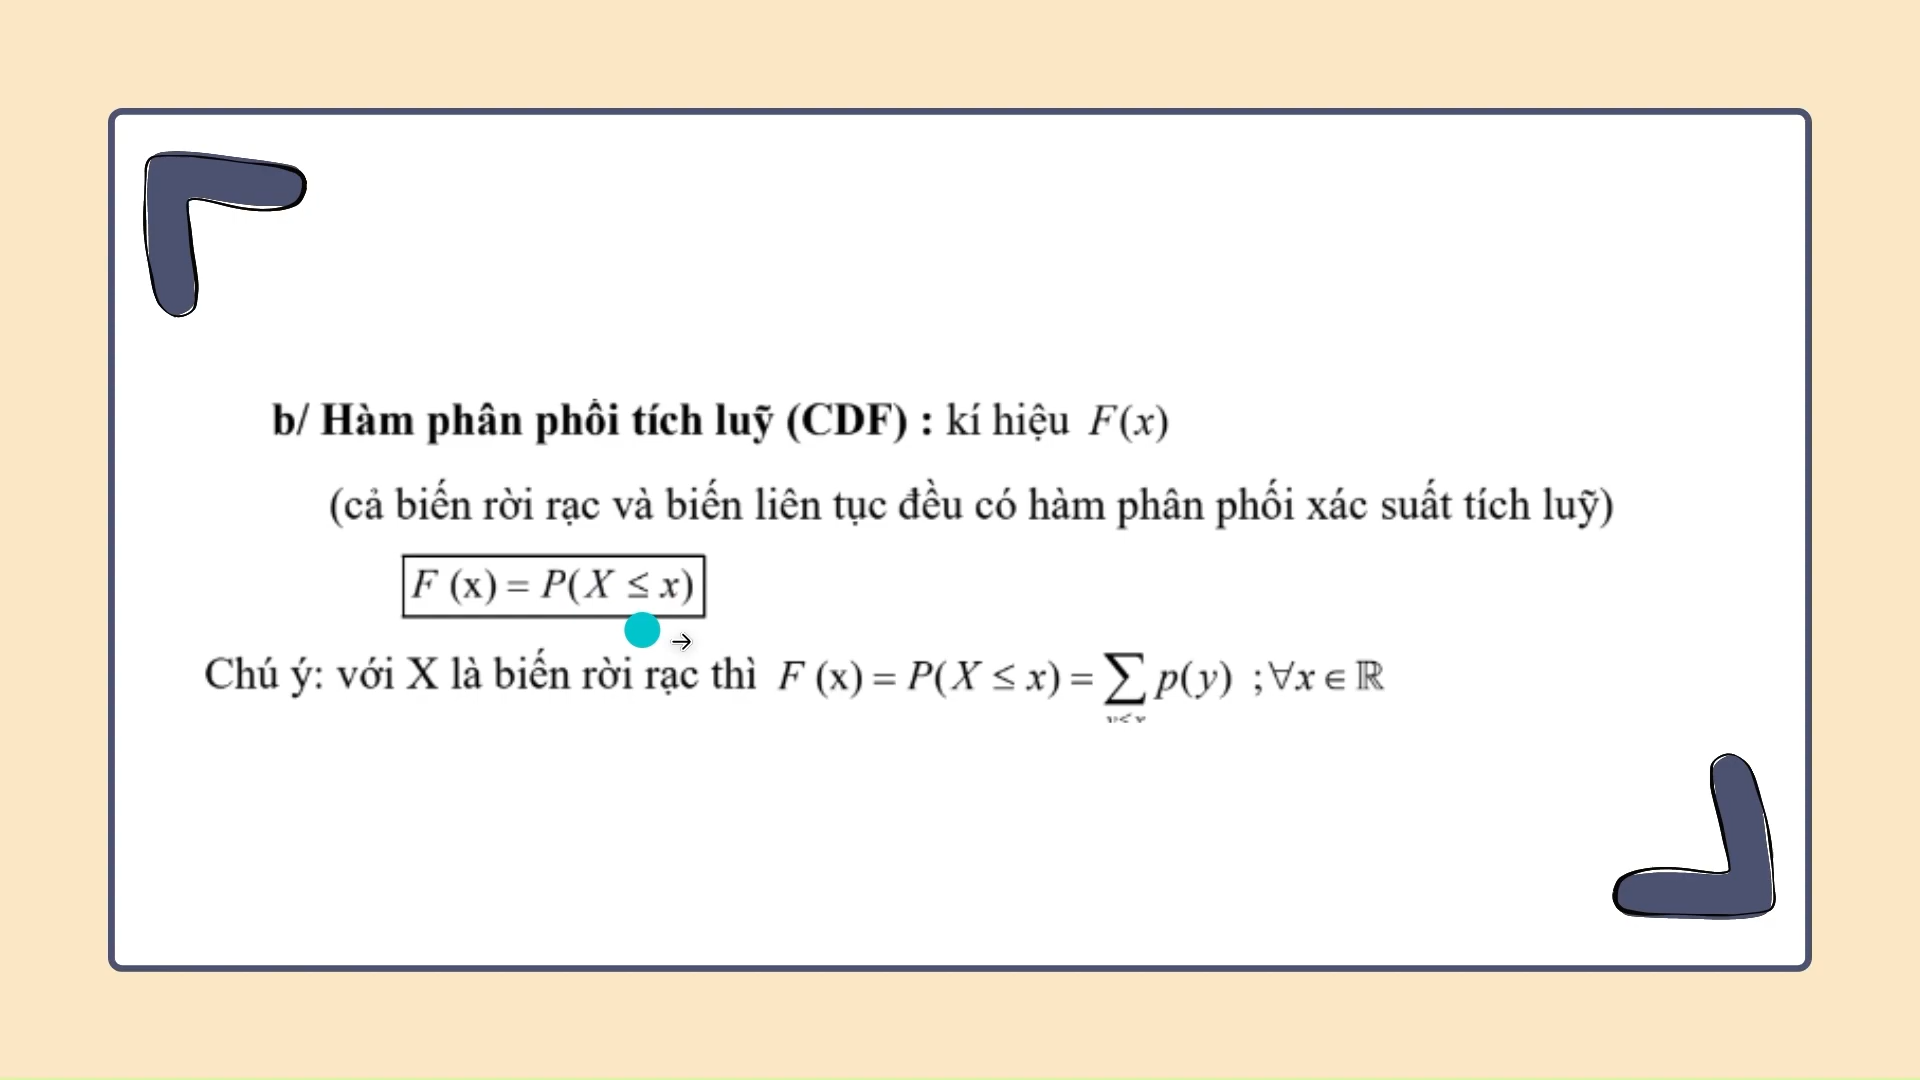 b/ Hàm phân phối tích luỹ (CDF) : kí hiệu F(x)
(cả biến rời rạc và biến liên tục đều có hàm phân phối xác suất tích luỹ)
F (x) = P(X ≤ x)
Chú ý: với X là biến rời rạc thì F (x) = P(X ≤ x) = ∑ p(y) ; ∀x ∈ ℝ